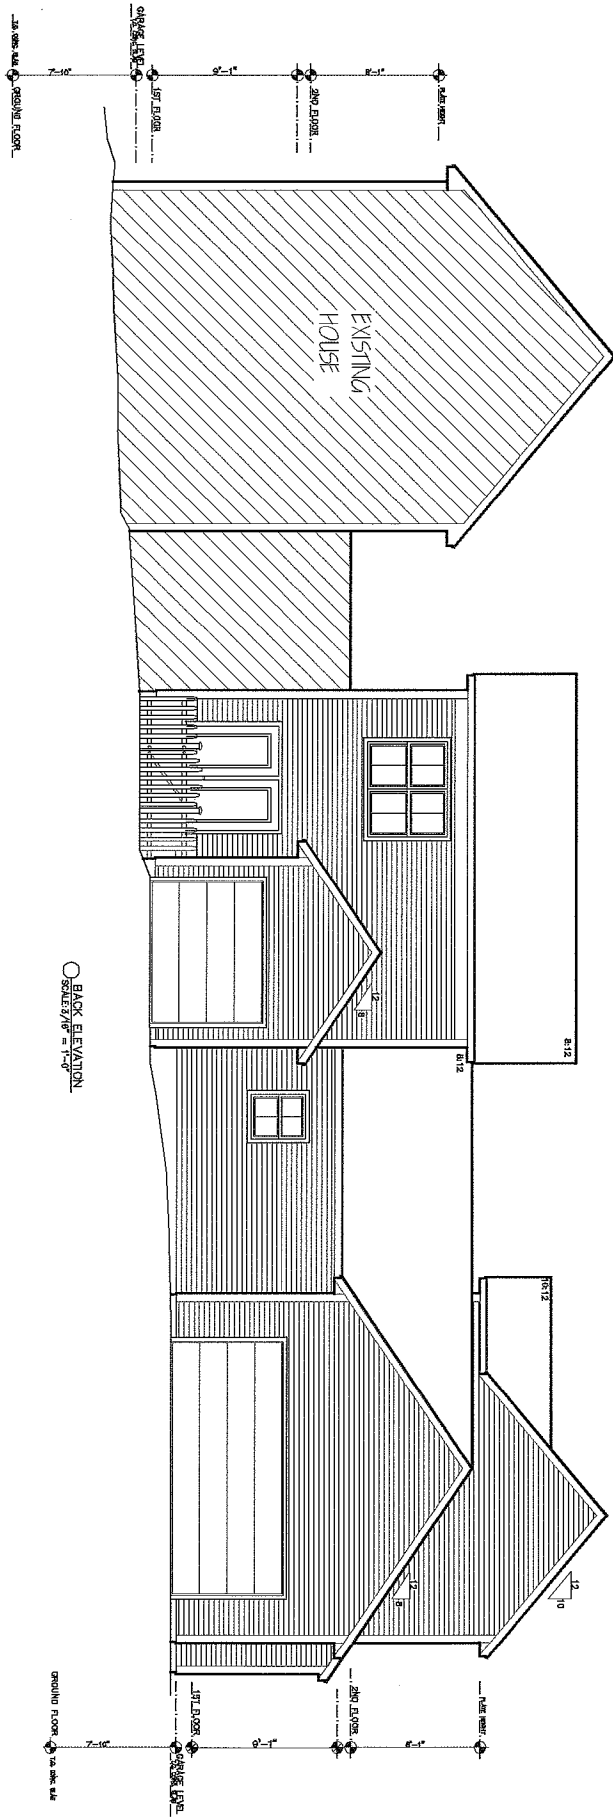 PLATE HEIGHT
8'-1"
2ND FLOOR
9'-1"
1ST FLOOR
GARAGE LEVEL
7'-10"
GROUND FLOOR
EXISTING
HOUSE
8:12
8:12
12
8
10:12
12
10
12
8
BACK ELEVATION
SCALE:3/16" = 1'-0"
PLATE HEIGHT
8'-1"
2ND FLOOR
9'-1"
1ST FLOOR
GARAGE LEVEL
7'-10"
GROUND FLOOR